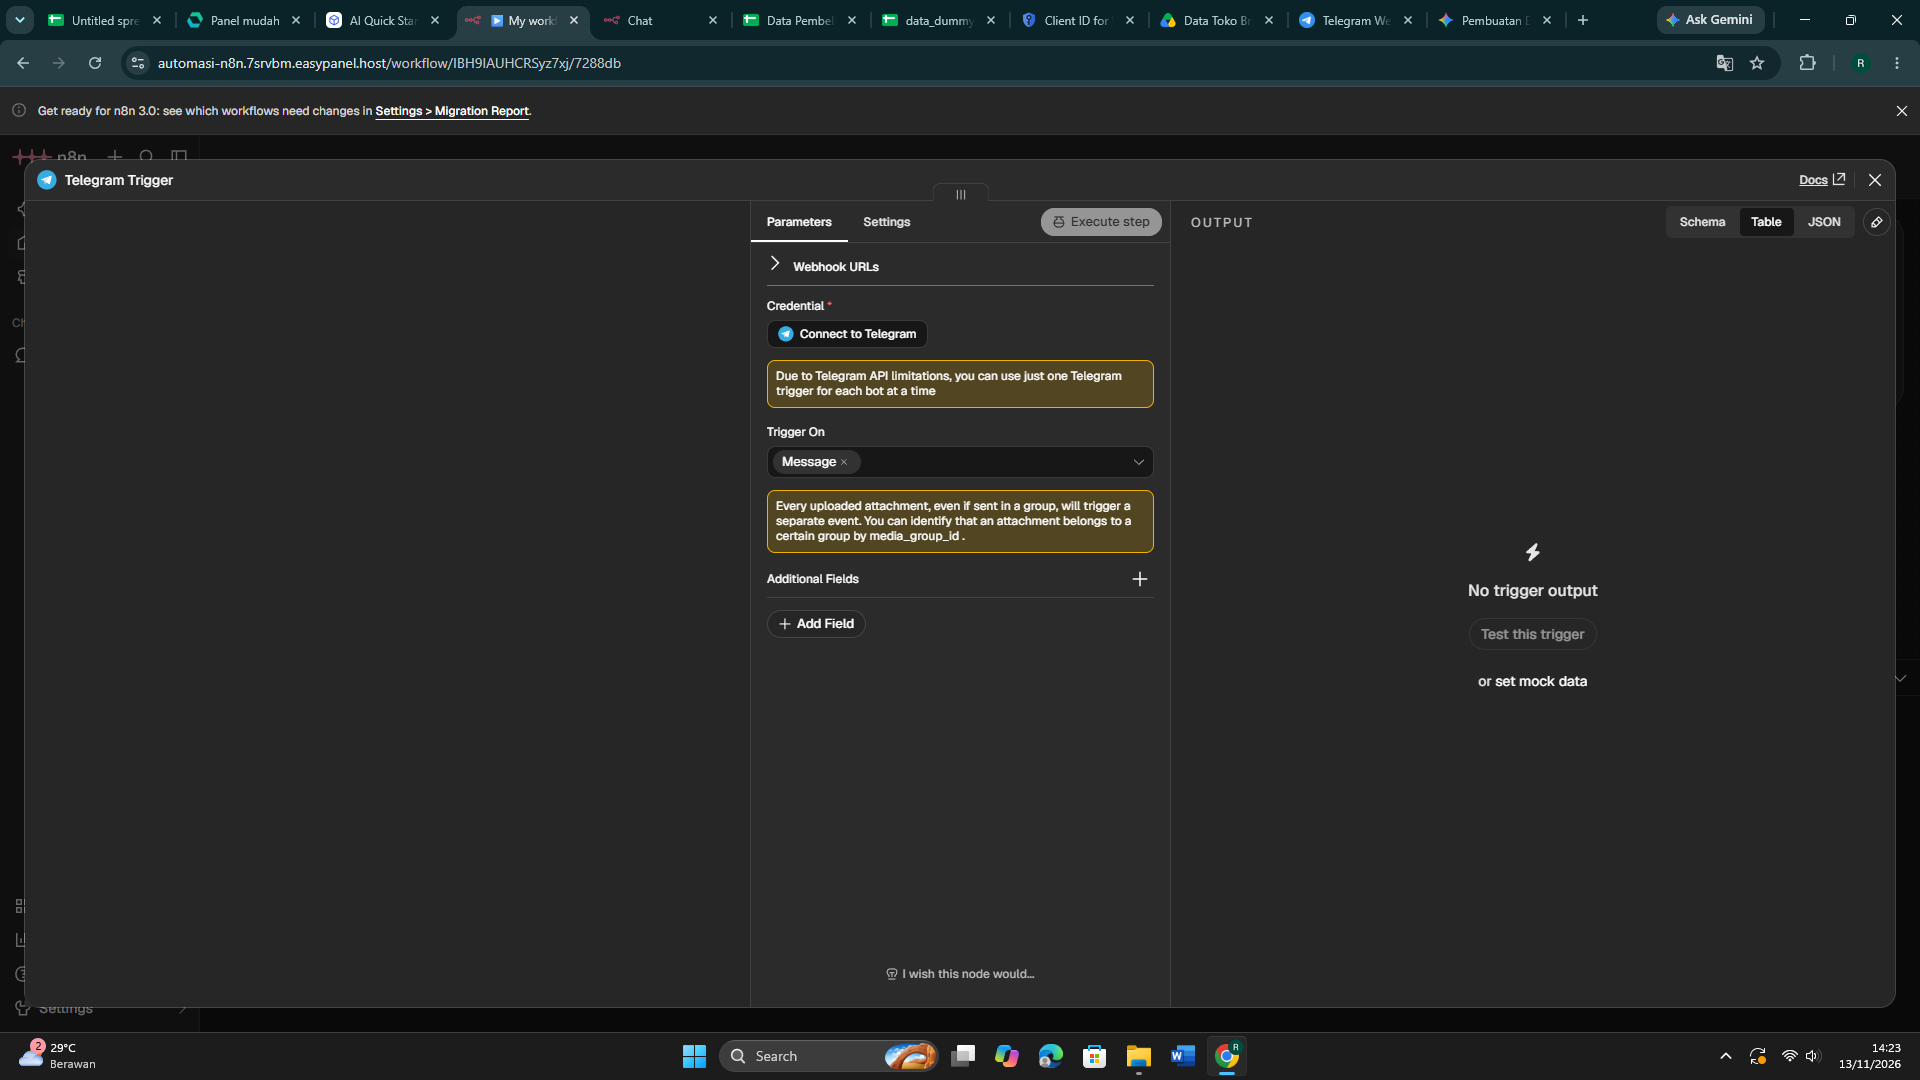 Untitled spre
Panel mudah
AI Quick Star
My work
Chat
Data Pembel
data_dummy
Client ID for
Data Toko Br
Telegram We
Pembuatan
Ask Gemini
automasi-n8n.7srvbm.easypanel.host/workflow/IBH9IAUHCRSyz7xj/7288db
R
Get ready for n8n 3.0: see which workflows need changes in Settings > Migration Report.
n8n
Telegram Trigger
Docs
Parameters
Settings
Execute step
OUTPUT
Schema
Table
JSON
Webhook URLs
Credential *
Connect to Telegram
Due to Telegram API limitations, you can use just one Telegram
trigger for each bot at a time
Trigger On
Message
Every uploaded attachment, even if sent in a group, will trigger a
separate event. You can identify that an attachment belongs to a
certain group by media_group_id .
Additional Fields
Add Field
No trigger output
Test this trigger
or set mock data
I wish this node would...
Settings
2
29°C
Berawan
Search
W
R
14:23
13/11/2026